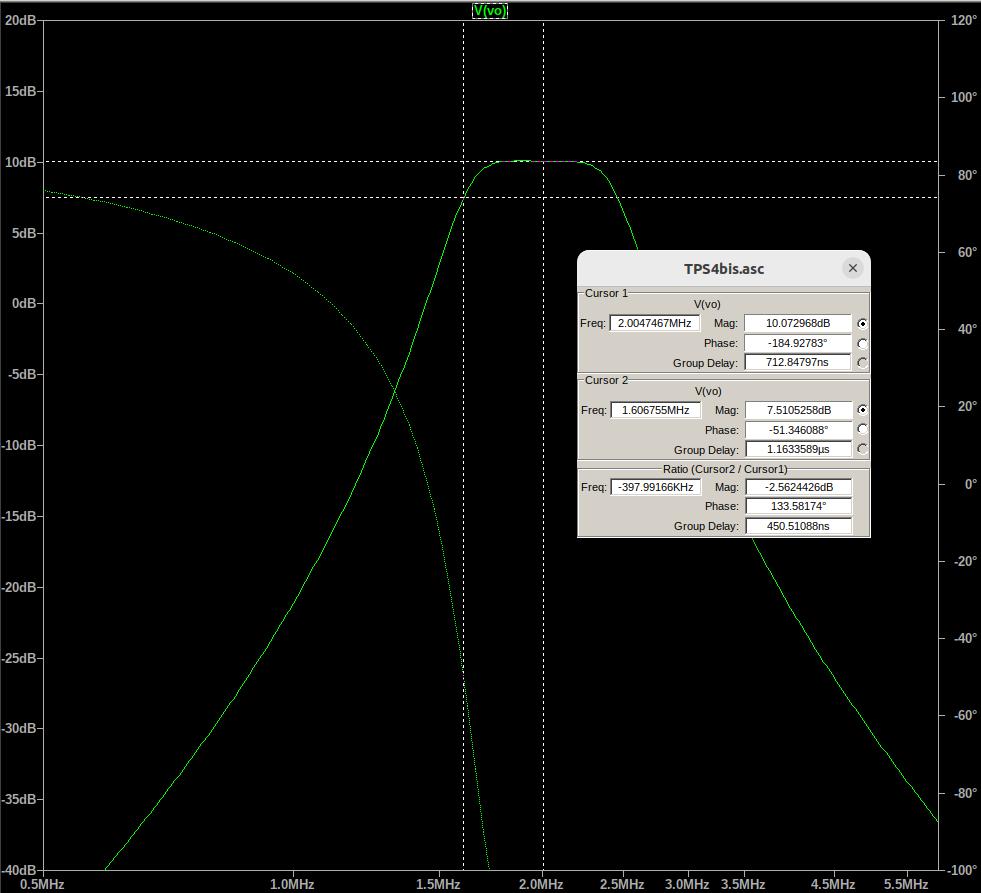 V(vo)
20dB
15dB
10dB
5dB
0dB
-5dB
-10dB
-15dB
-20dB
-25dB
-30dB
-35dB
-40dB
120°
100°
80°
60°
40°
20°
0°
-20°
-40°
-60°
-80°
-100°
TPS4bis.asc
Cursor 1
V(vo)
Freq: 2.0047467MHz Mag: 10.072968dB
Phase: -184.92783°
Group Delay: 712.84797ns
Cursor 2
V(vo)
Freq: 1.606755MHz Mag: 7.5105258dB
Phase: -51.346088°
Group Delay: 1.1633589µs
Ratio (Cursor2 / Cursor1)
Freq: -397.99166KHz Mag: -2.5624426dB
Phase: 133.58174°
Group Delay: 450.51088ns
0.5MHz 1.0MHz 1.5MHz 2.0MHz 2.5MHz 3.0MHz 3.5MHz 4.5MHz 5.5MHz